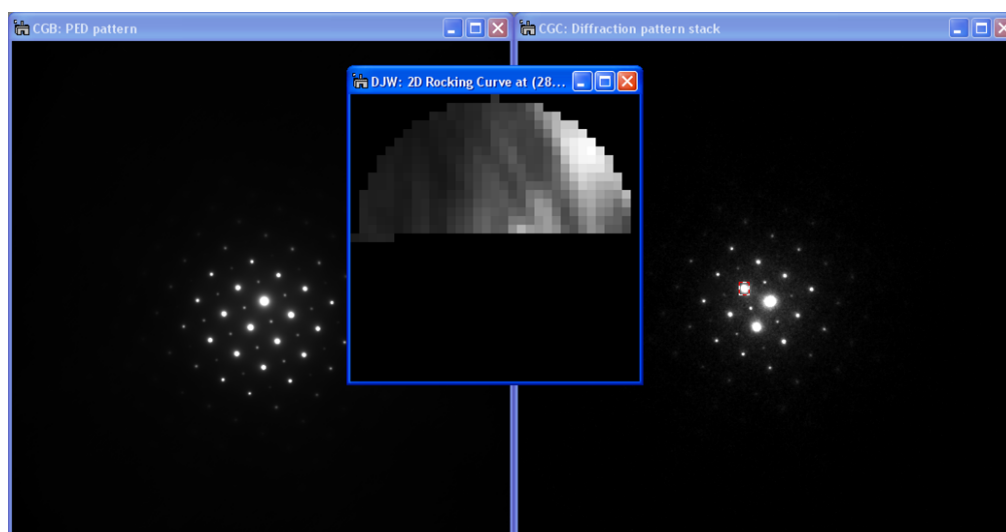 CGB: PED pattern
CGC: Diffraction pattern stack
DJW: 2D Rocking Curve at (28...